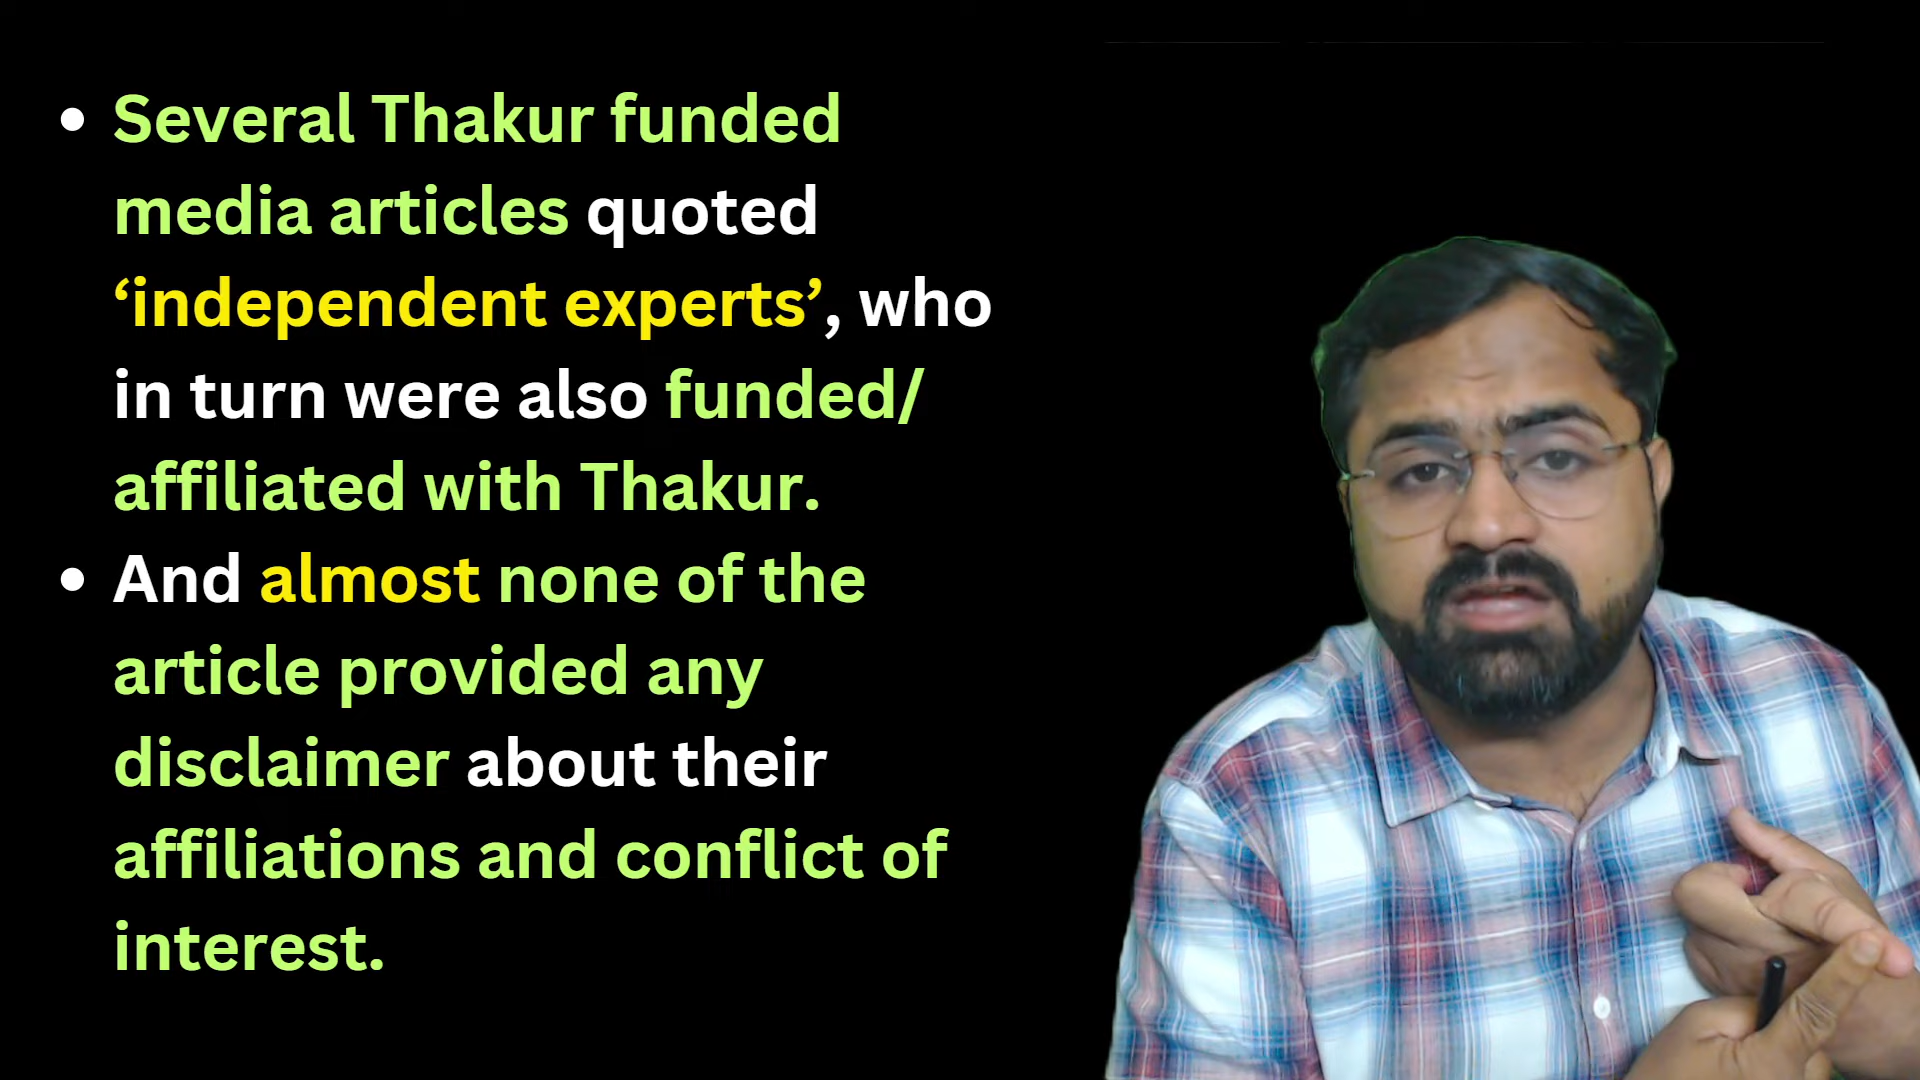 • Several Thakur funded
media articles quoted
‘independent experts’, who
in turn were also funded/
affiliated with Thakur.
• And almost none of the
article provided any
disclaimer about their
affiliations and conflict of
interest.